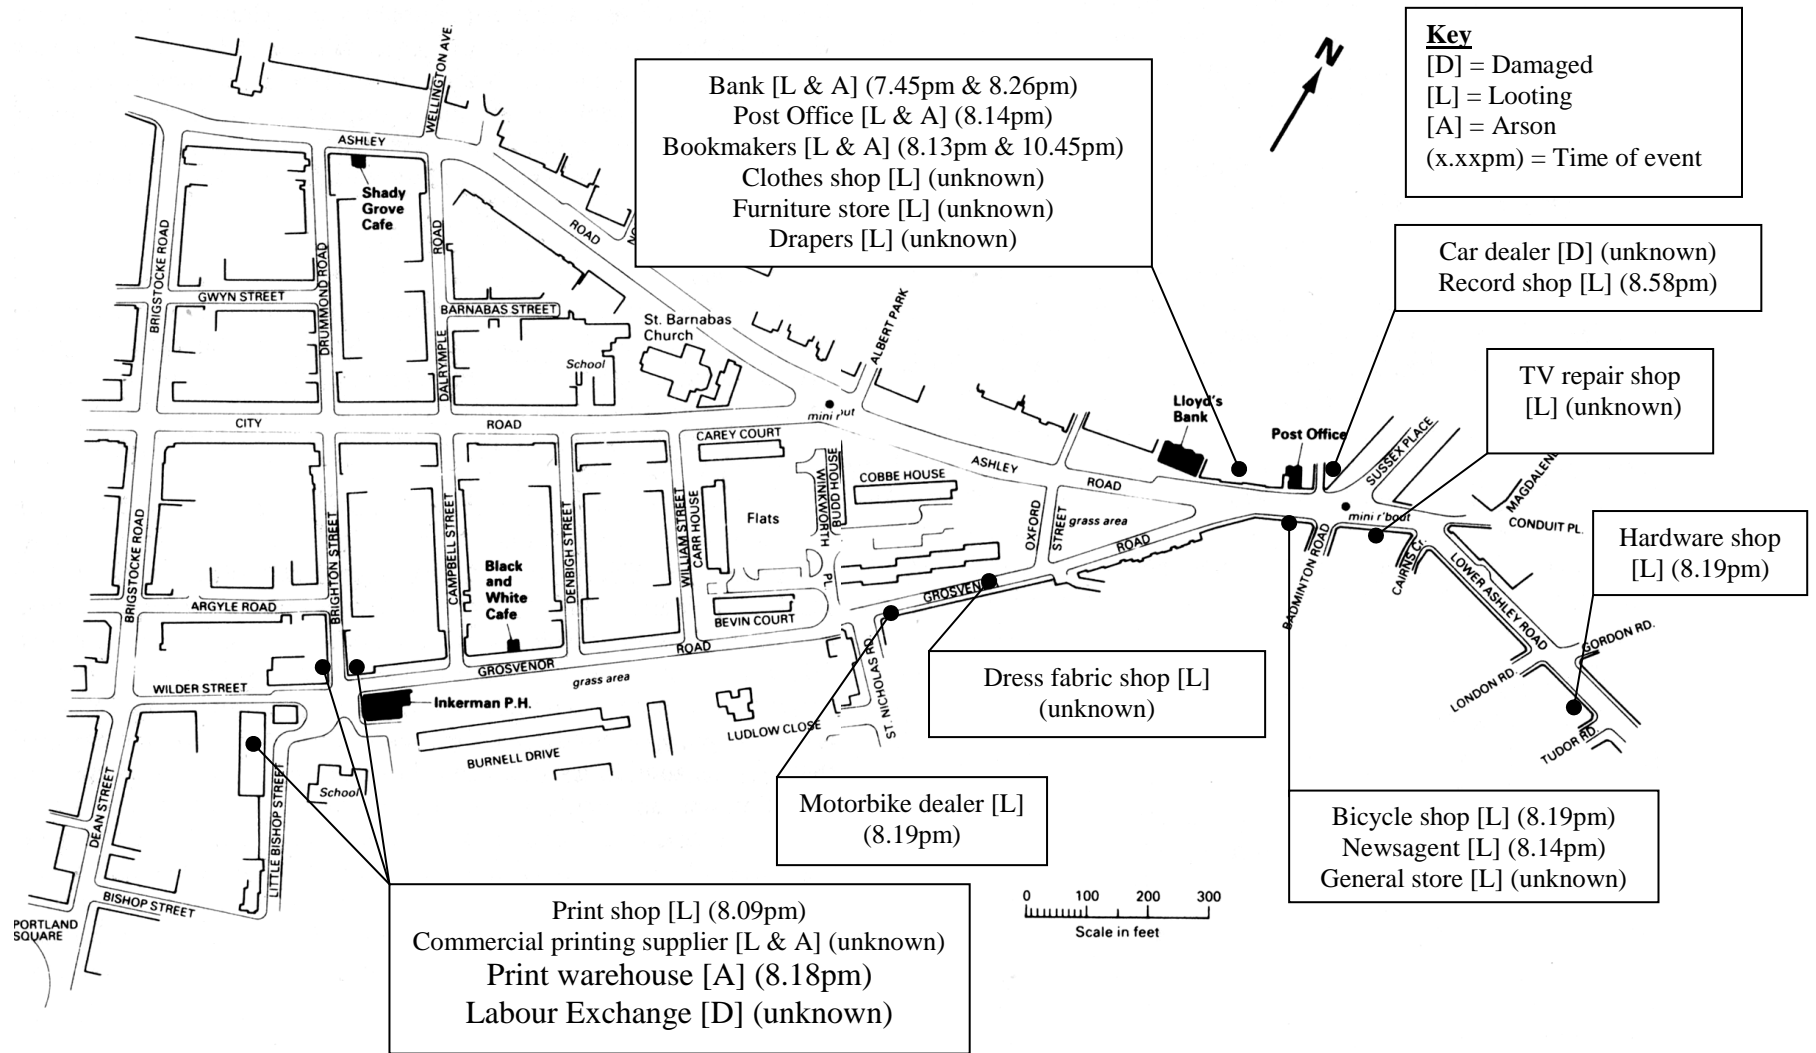 Key
[D] = Damaged
[L] = Looting
[A] = Arson
(x.xxpm) = Time of event
N
Bank [L & A] (7.45pm & 8.26pm)
Post Office [L & A] (8.14pm)
Bookmakers [L & A] (8.13pm & 10.45pm)
Clothes shop [L] (unknown)
Furniture store [L] (unknown)
Drapers [L] (unknown)
Car dealer [D] (unknown)
Record shop [L] (8.58pm)
TV repair shop
[L] (unknown)
Hardware shop
[L] (8.19pm)
WELLINGTON AVE.
ASHLEY
ROAD
Shady
Grove
Cafe
BRIGSTOCKE ROAD
DRUMMOND ROAD
ROAD
DALRYMPLE
GWYN STREET
BARNABAS STREET
St. Barnabas
Church
School
ALBERT PARK
mini r'out
CITY
ROAD
CAREY COURT
Lloyd's
Bank
Post Office
SUSSEX PLACE
mini r'bout
MAGDALENE
CONDUIT PL.
ASHLEY
ROAD
COBBE HOUSE
BUDD HOUSE
WINKWORTH
PL
Flats
OXFORD
STREET
grass area
GROSVENOR
ROAD
BADMINTON ROAD
CAIRNS Cr.
LOWER ASHLEY ROAD
GORDON RD.
LONDON RD.
TUDOR RD.
BRIGSTOCKE ROAD
BRIGHTON STREET
CAMPBELL STREET
DENBIGH STREET
WILLIAM STREET
CARR HOUSE
Black
and
White
Cafe
ARGYLE ROAD
BEVIN COURT
GROSVENOR
ROAD
WILDER STREET
grass area
Inkerman P.H.
LUDLOW CLOSE
ST. NICHOLAS RD.
BURNELL DRIVE
School
DEAN STREET
LITTLE BISHOP STREET
BISHOP STREET
PORTLAND
SQUARE
Dress fabric shop [L]
(unknown)
Motorbike dealer [L]
(8.19pm)
Bicycle shop [L] (8.19pm)
Newsagent [L] (8.14pm)
General store [L] (unknown)
Print shop [L] (8.09pm)
Commercial printing supplier [L & A] (unknown)
Print warehouse [A] (8.18pm)
Labour Exchange [D] (unknown)
0 100 200 300
Scale in feet